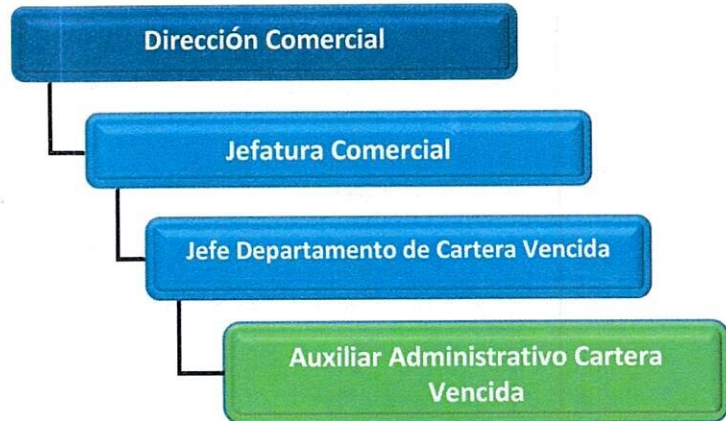 Dirección Comercial
Jefatura Comercial
Jefe Departamento de Cartera Vencida
Auxiliar Administrativo Cartera
Vencida